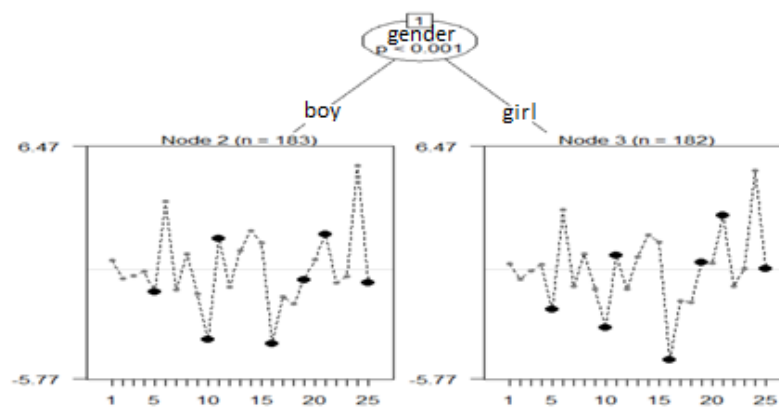 1
gender
p < 0.001
boy
girl
Node 2 (n = 183)
Node 3 (n = 182)
6.47
6.47
-5.77
-5.77
1 5 10 15 20 25
1 5 10 15 20 25